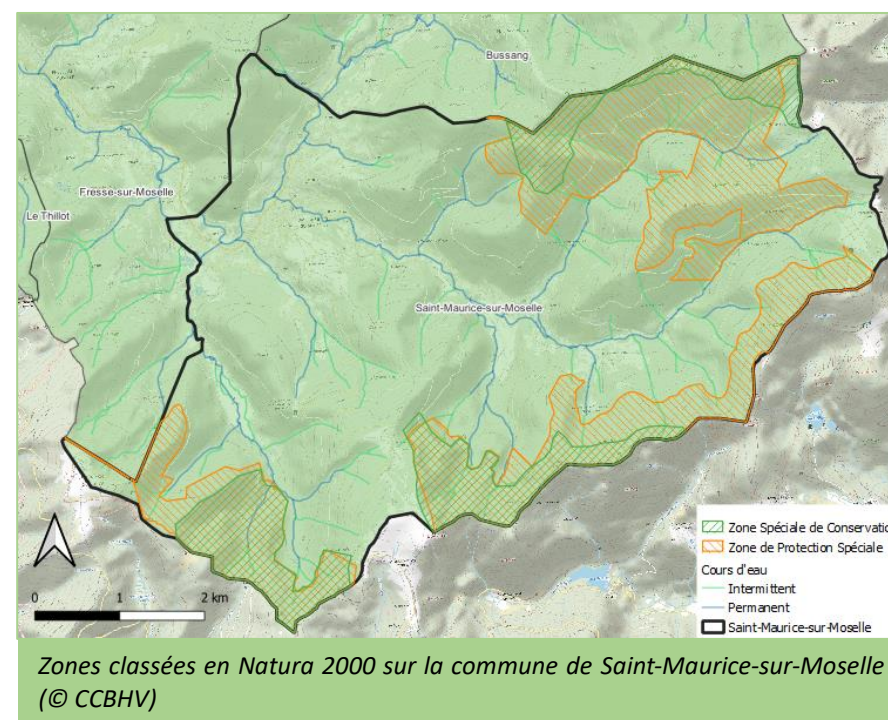 Bussang
Fresse-sur-Moselle
Le Thillot
Saint-Maurice-sur-Moselle
Zone Spéciale de Conservatio
Zone de Protection Spéciale
Cours d'eau
Intermittent
Permanent
Saint-Maurice-sur-Moselle
0 1 2 km
Zones classées en Natura 2000 sur la commune de Saint-Maurice-sur-Moselle
(© CCBHV)